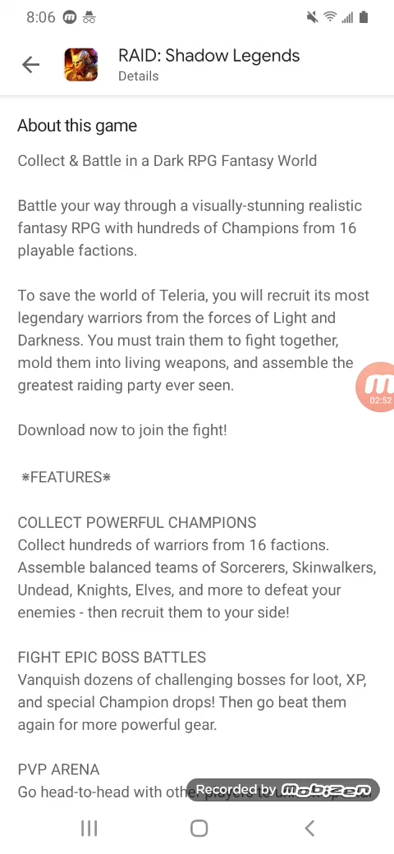 8:06
RAID: Shadow Legends
Details
About this game
Collect & Battle in a Dark RPG Fantasy World
Battle your way through a visually-stunning realistic
fantasy RPG with hundreds of Champions from 16
playable factions.
To save the world of Teleria, you will recruit its most
legendary warriors from the forces of Light and
Darkness. You must train them to fight together,
mold them into living weapons, and assemble the
greatest raiding party ever seen.
02:52
Download now to join the fight!
※FEATURES※
COLLECT POWERFUL CHAMPIONS
Collect hundreds of warriors from 16 factions.
Assemble balanced teams of Sorcerers, Skinwalkers,
Undead, Knights, Elves, and more to defeat your
enemies - then recruit them to your side!
FIGHT EPIC BOSS BATTLES
Vanquish dozens of challenging bosses for loot, XP,
and special Champion drops! Then go beat them
again for more powerful gear.
PVP ARENA
Go head-to-head with other players to
Recorded by mobizen